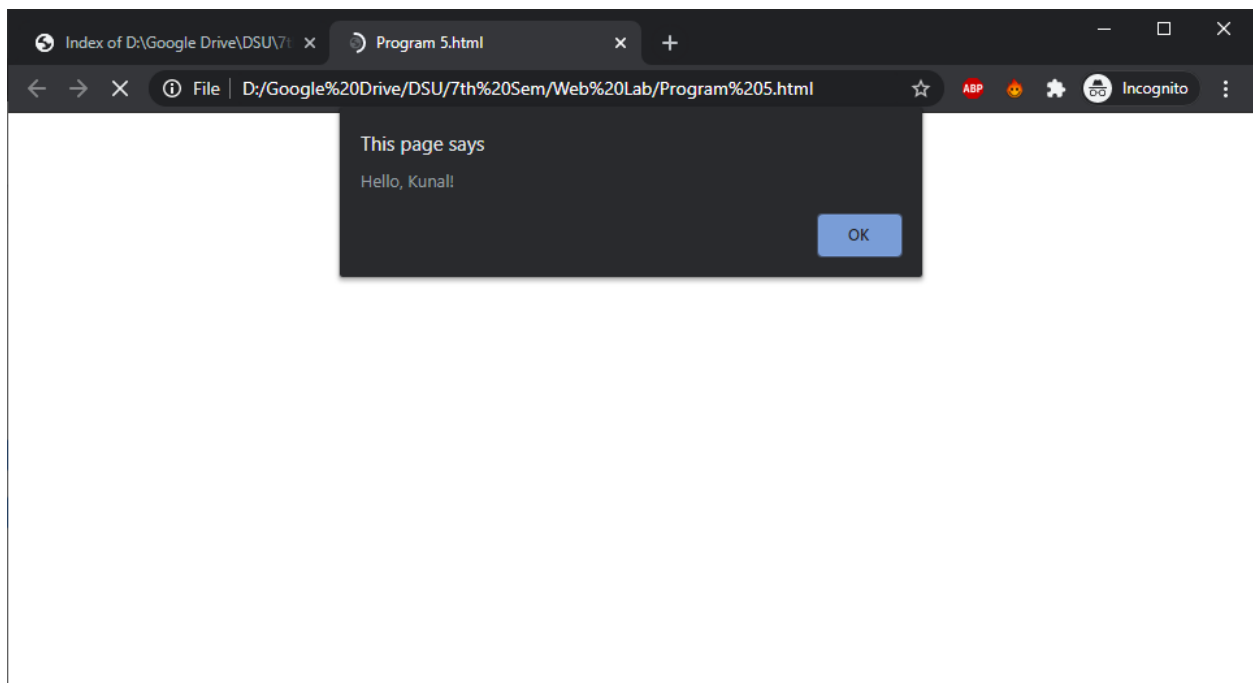 Index of D:\Google Drive\DSU\7t
Program 5.html
File
D:/Google%20Drive/DSU/7th%20Sem/Web%20Lab/Program%205.html
ABP
Incognito
This page says
Hello, Kunal!
OK